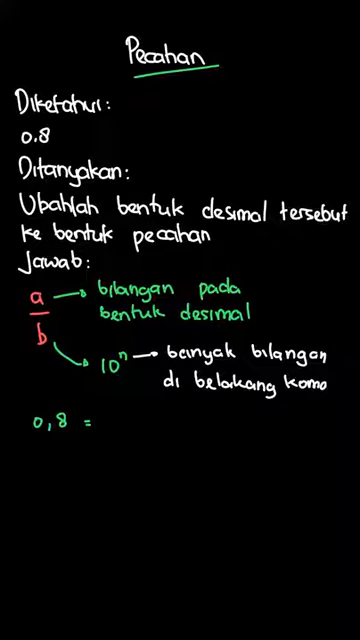 Pecahan
Diketahui:
0.8
Ditanyakan:
Ubahlah bentuk desimal tersebut
ke bentuk pecahan
Jawab:
a → bilangan pada
bentuk desimal
b → 10ⁿ → banyak bilangan
di belakang koma
0,8 =